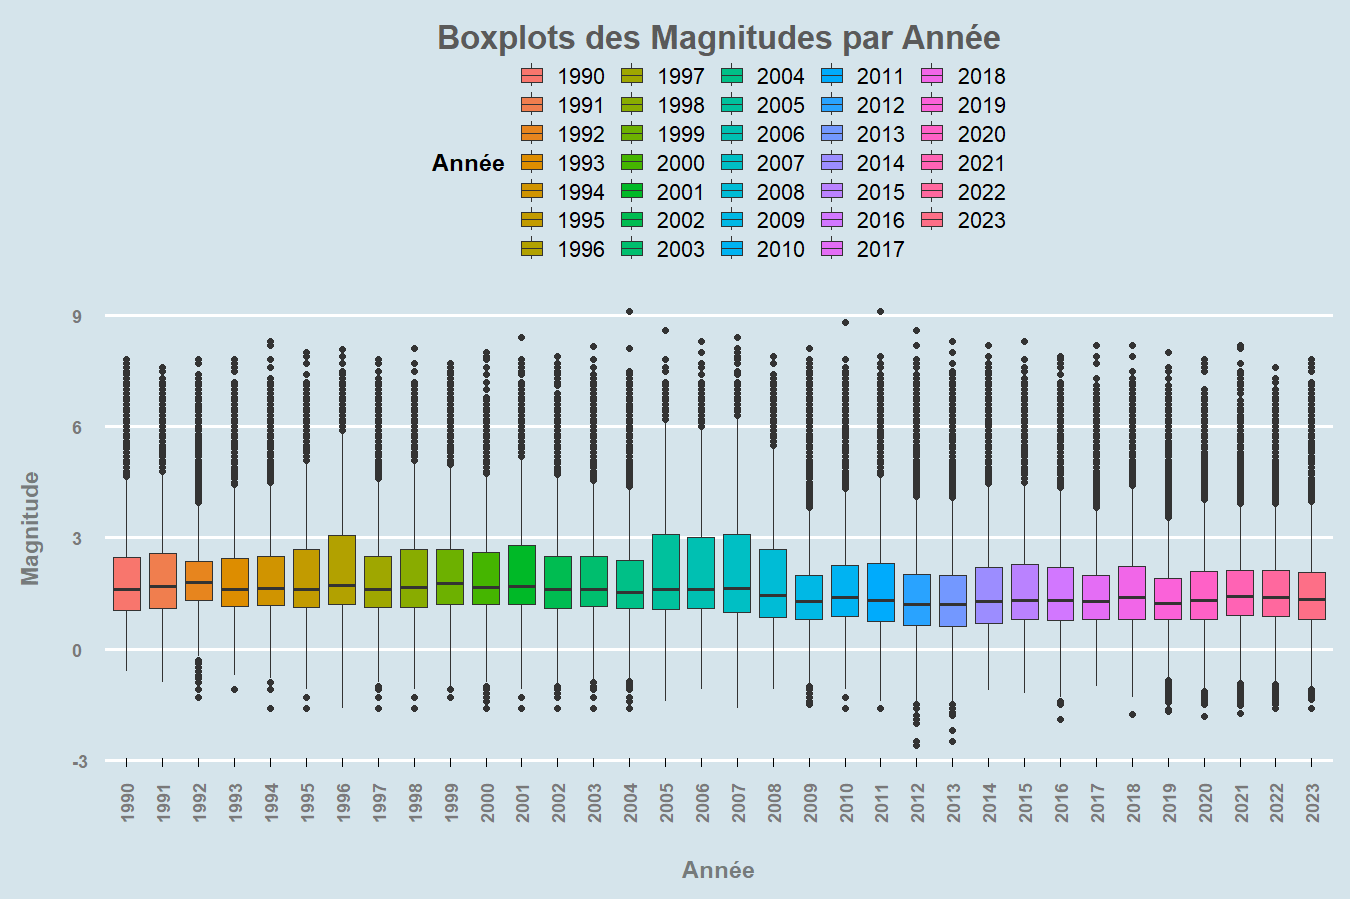 Boxplots des Magnitudes par Année
Année
1990 1997 2004 2011 2018
1991 1998 2005 2012 2019
1992 1999 2006 2013 2020
1993 2000 2007 2014 2021
1994 2001 2008 2015 2022
1995 2002 2009 2016 2023
1996 2003 2010 2017
Magnitude
9
6
3
0
-3
1990 1991 1992 1993 1994 1995 1996 1997 1998 1999 2000 2001 2002 2003 2004 2005 2006 2007 2008 2009 2010 2011 2012 2013 2014 2015 2016 2017 2018 2019 2020 2021 2022 2023
Année